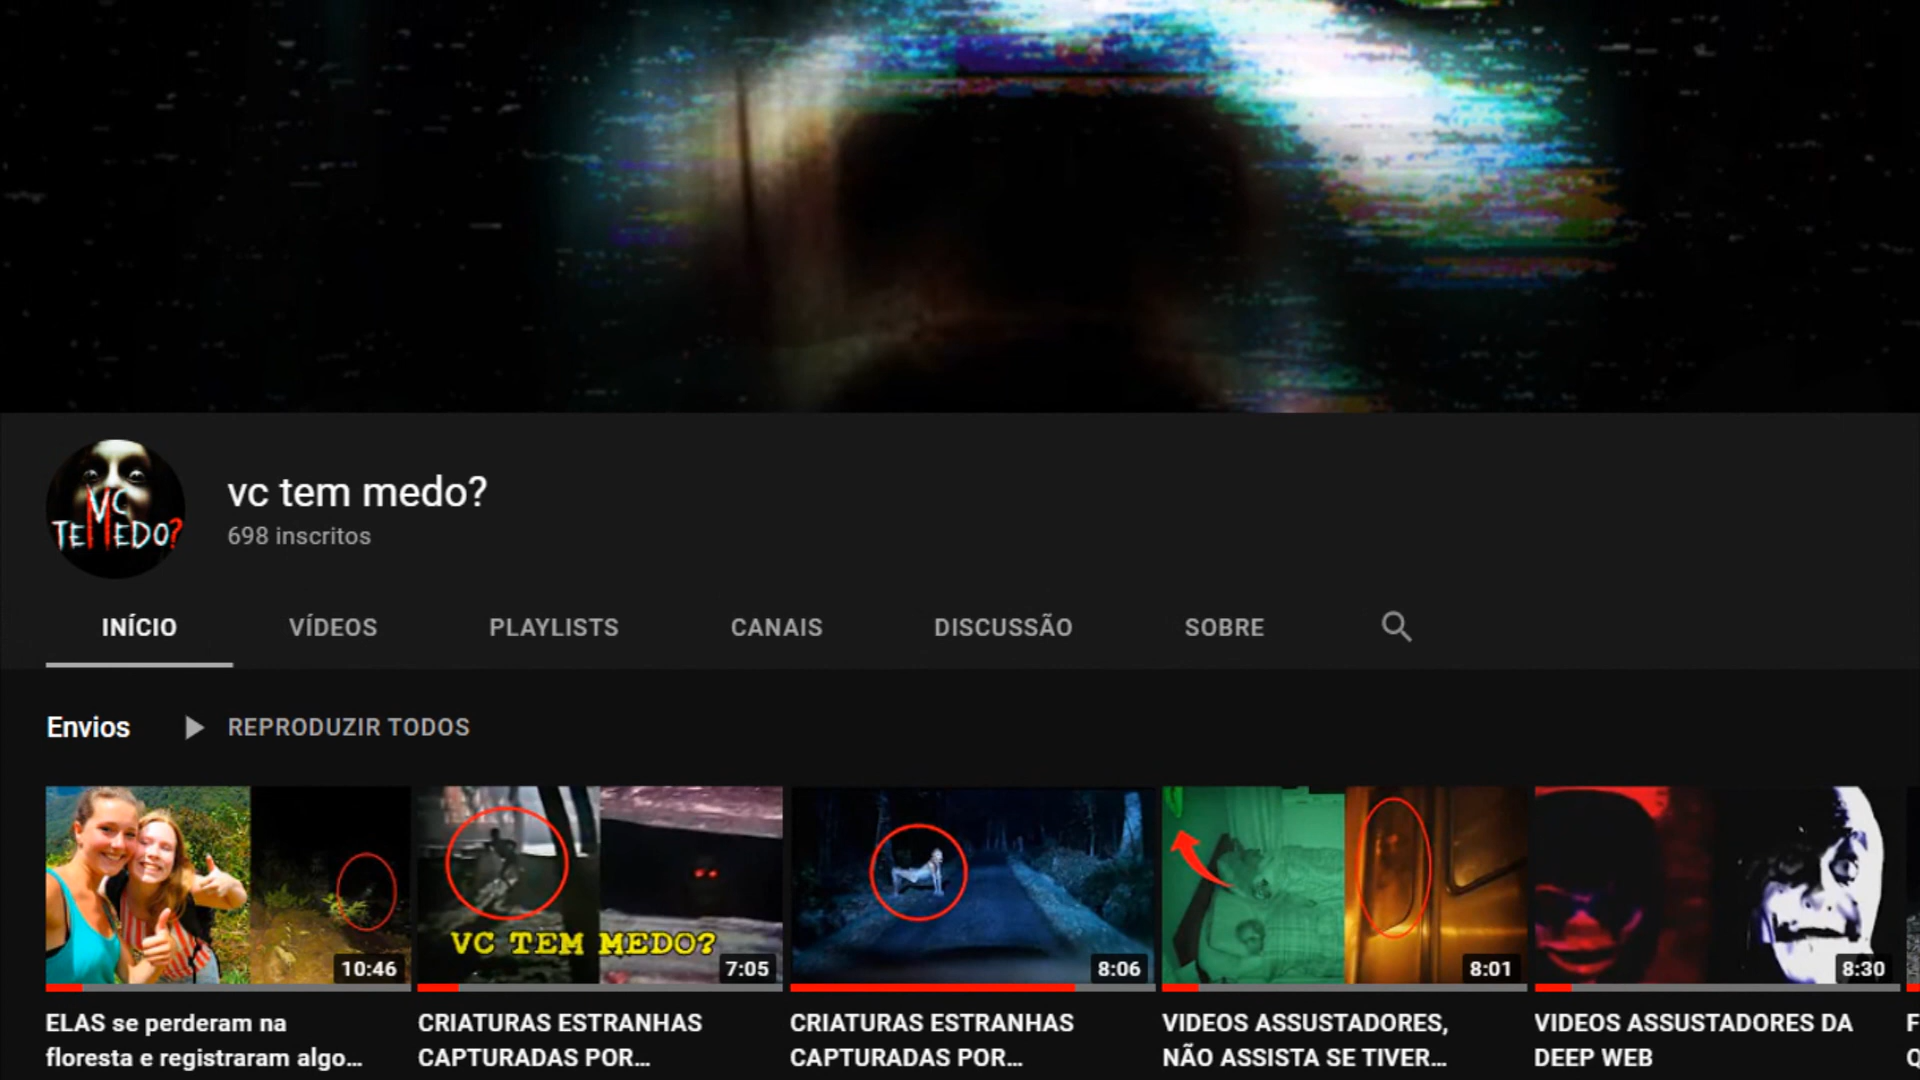 VC
TEMEDO?
vc tem medo?
698 inscritos
INÍCIO VÍDEOS PLAYLISTS CANAIS DISCUSSÃO SOBRE
Envios REPRODUZIR TODOS
VC TEM MEDO?
10:46 7:05 8:06 8:01 8:30
ELAS se perderam na
floresta e registraram algo...
CRIATURAS ESTRANHAS
CAPTURADAS POR...
CRIATURAS ESTRANHAS
CAPTURADAS POR...
VIDEOS ASSUSTADORES,
NÃO ASSISTA SE TIVER...
VIDEOS ASSUSTADORES DA
DEEP WEB